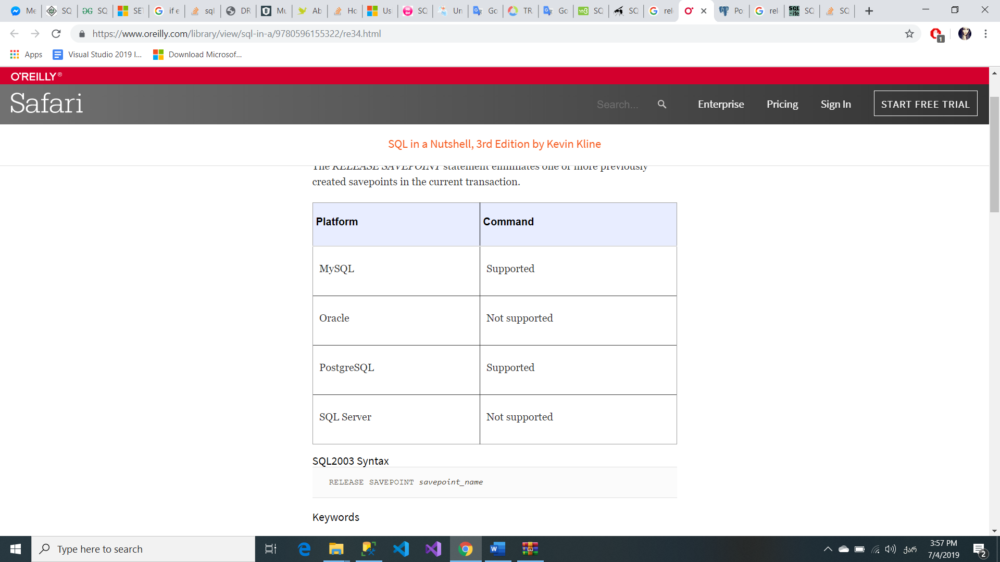 Me
SQ
SQ
SET
if e
sql
DR
Mu
Ab
Ho
Us
SQ
Un
Go
TR
Go
SQ
SQ
rel
Po
rel
SQ
SQ
https://www.oreilly.com/library/view/sql-in-a/9780596155322/re34.html
1
Apps
Visual Studio 2019 I...
Download Microsof...
O'REILLY®
Safari
Search...
Enterprise
Pricing
Sign In
START FREE TRIAL
SQL in a Nutshell, 3rd Edition by Kevin Kline
The RELEASE SAVEPOINT statement eliminates one or more previously
created savepoints in the current transaction.
Platform Command
MySQL Supported
Oracle Not supported
PostgreSQL Supported
SQL Server Not supported
SQL2003 Syntax
RELEASE SAVEPOINT savepoint_name
Keywords
Type here to search
ქარ
3:57 PM
7/4/2019
2